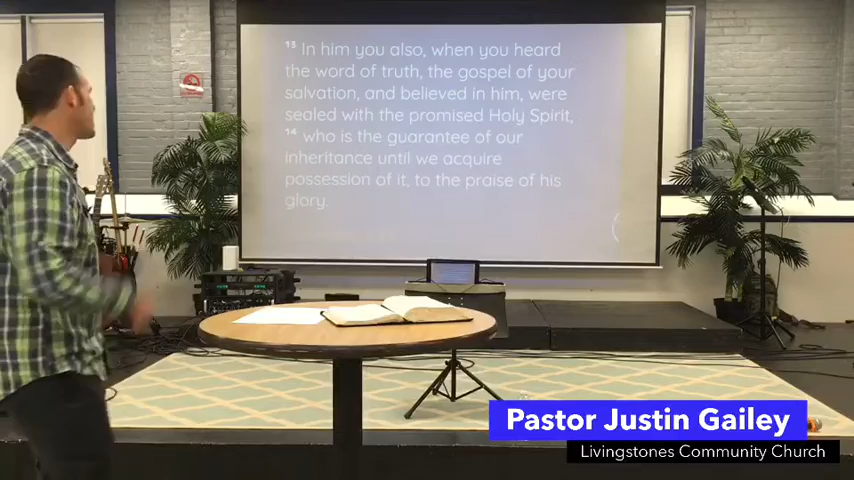 ¹³ In him you also, when you heard
the word of truth, the gospel of your
salvation, and believed in him, were
sealed with the promised Holy Spirit,
¹⁴ who is the guarantee of our
inheritance until we acquire
possession of it, to the praise of his
glory.
Pastor Justin Gailey
Livingstones Community Church